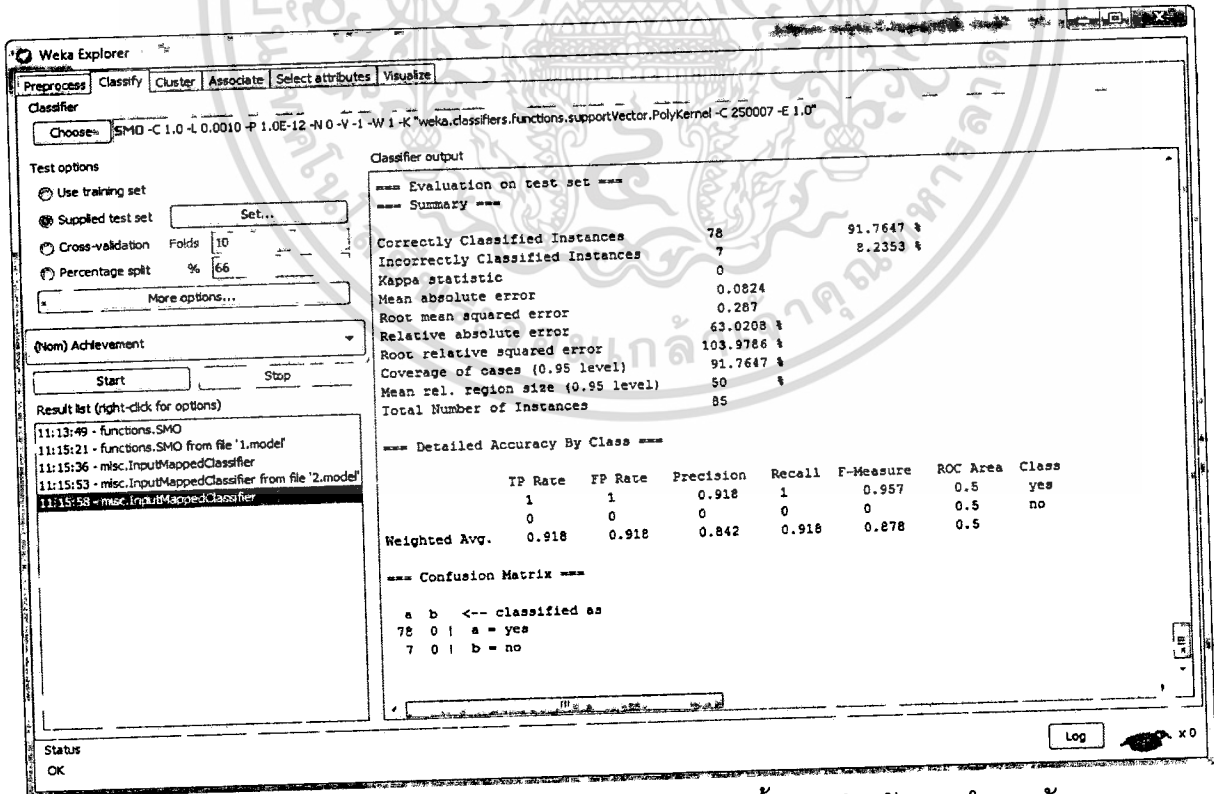 Weka Explorer
Preprocess Classify Cluster Associate Select attributes Visualize
Classifier
Choose SMO -C 1.0 -L 0.0010 -P 1.0E-12 -N 0 -V -1 -W 1 -K "weka.classifiers.functions.supportVector.PolyKernel -C 250007 -E 1.0"
Test options
Use training set
Supplied test set Set...
Cross-validation Folds 10
Percentage split % 66
More options...
(Nom) Achievement
Start Stop
Result list (right-click for options)
11:13:49 - functions.SMO
11:15:21 - functions.SMO from file '1.model'
11:15:36 - misc.InputMappedClassifier
11:15:53 - misc.InputMappedClassifier from file '2.model'
11:15:58 - misc.InputMappedClassifier
Classifier output
=== Evaluation on test set ===
=== Summary ===
Correctly Classified Instances 78 91.7647 %
Incorrectly Classified Instances 7 8.2353 %
Kappa statistic 0
Mean absolute error 0.0824
Root mean squared error 0.287
Relative absolute error 63.0208 %
Root relative squared error 103.9786 %
Coverage of cases (0.95 level) 91.7647 %
Mean rel. region size (0.95 level) 50 %
Total Number of Instances 85
=== Detailed Accuracy By Class ===
TP Rate FP Rate Precision Recall F-Measure ROC Area Class
1 1 0.918 1 0.957 0.5 yes
0 0 0 0 0 0.5 no
Weighted Avg. 0.918 0.918 0.842 0.918 0.878 0.5
=== Confusion Matrix ===
a b <-- classified as
78 0 | a = yes
7 0 | b = no
Status
OK
Log x 0